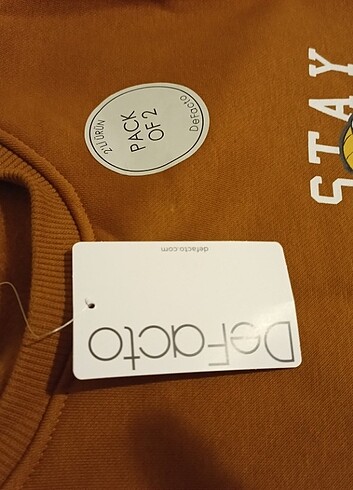 2'Lİ ÜRÜN
PACK
OF 2
DeFacto
STAY
defacto.com
DeFacto